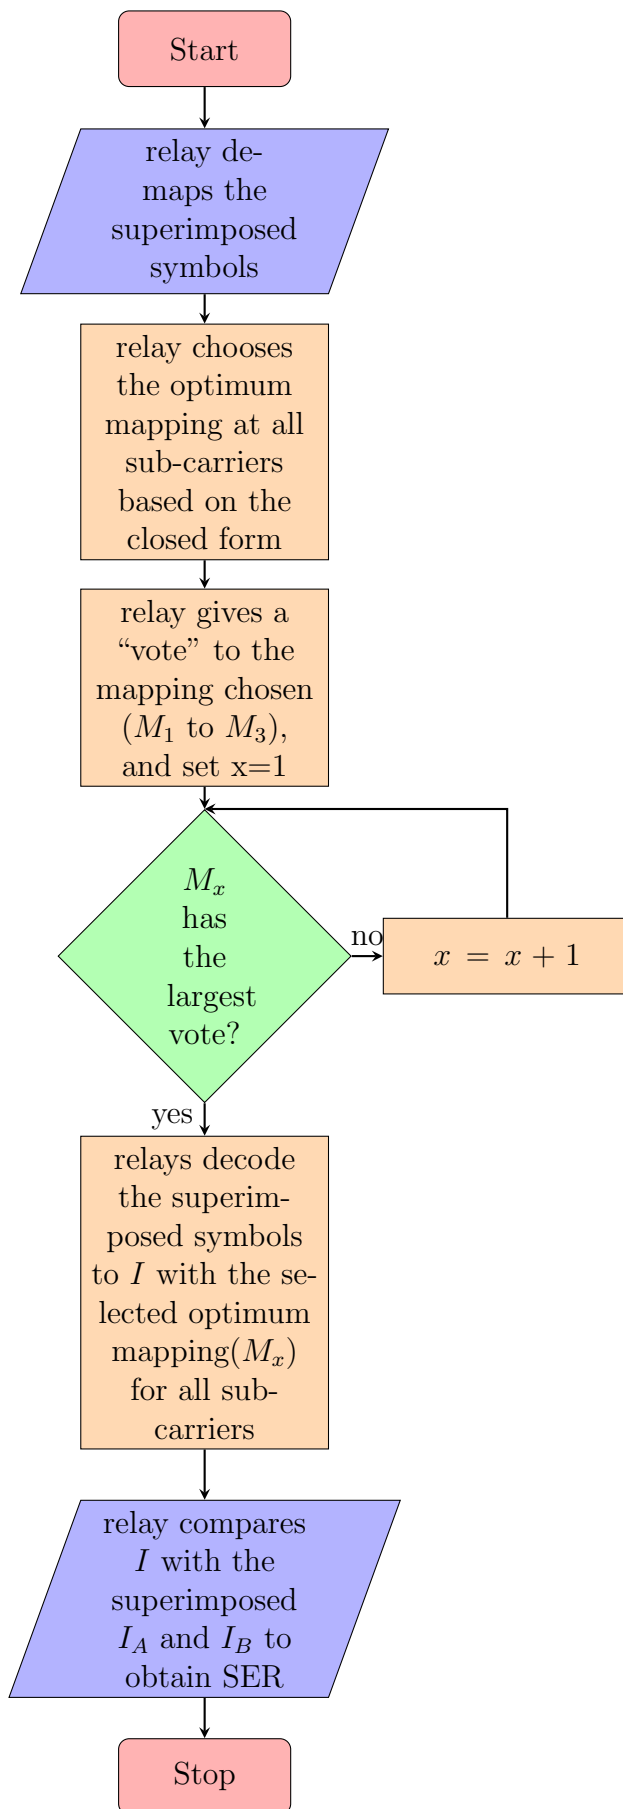 Start
relay de-
maps the
superimposed
symbols
relay chooses
the optimum
mapping at all
sub-carriers
based on the
closed form
relay gives a
“vote” to the
mapping chosen
(M₁ to M₃),
and set x=1
Mₓ
has
the
largest
vote?
no
x = x + 1
yes
relays decode
the superim-
posed symbols
to I with the se-
lected optimum
mapping(Mₓ)
for all sub-
carriers
relay compares
I with the
superimposed
I_A and I_B to
obtain SER
Stop